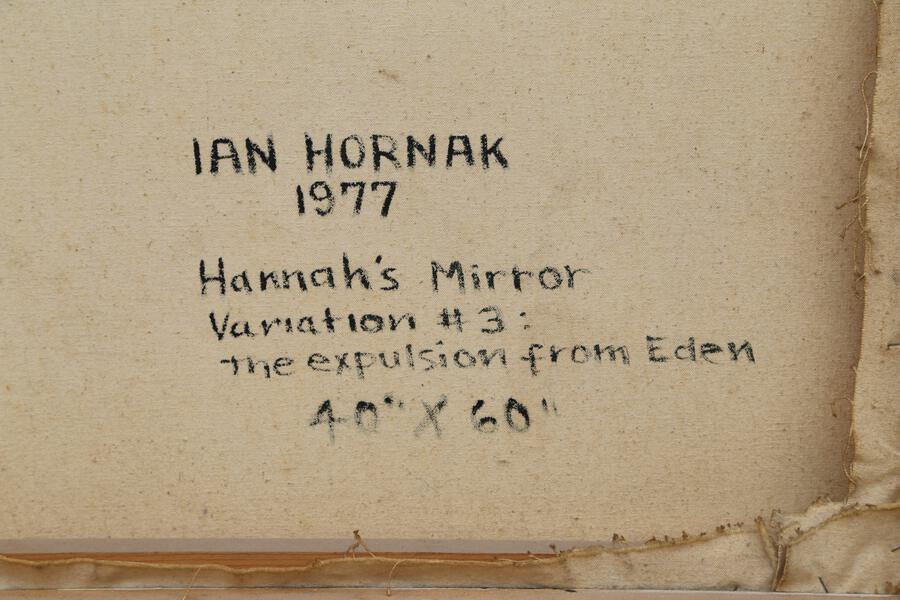 IAN HORNAK
1977
Hannah's Mirror
Variation #3:
the expulsion from Eden
40" X 60"